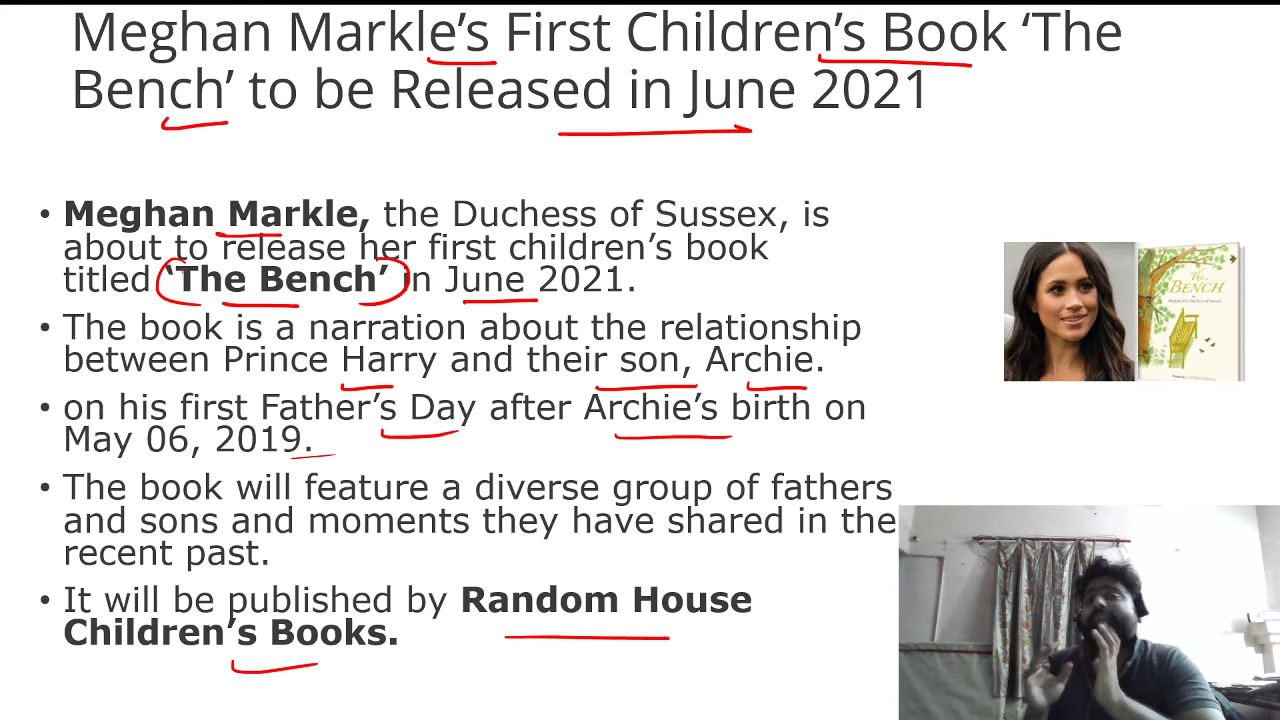 Meghan Markle's First Children's Book 'The
Bench' to be Released in June 2021
• Meghan Markle, the Duchess of Sussex, is
about to release her first children's book
titled 'The Bench' in June 2021.
• The book is a narration about the relationship
between Prince Harry and their son, Archie.
• on his first Father's Day after Archie's birth on
May 06, 2019.
• The book will feature a diverse group of fathers
and sons and moments they have shared in the
recent past.
• It will be published by Random House
Children's Books.
The
BENCH